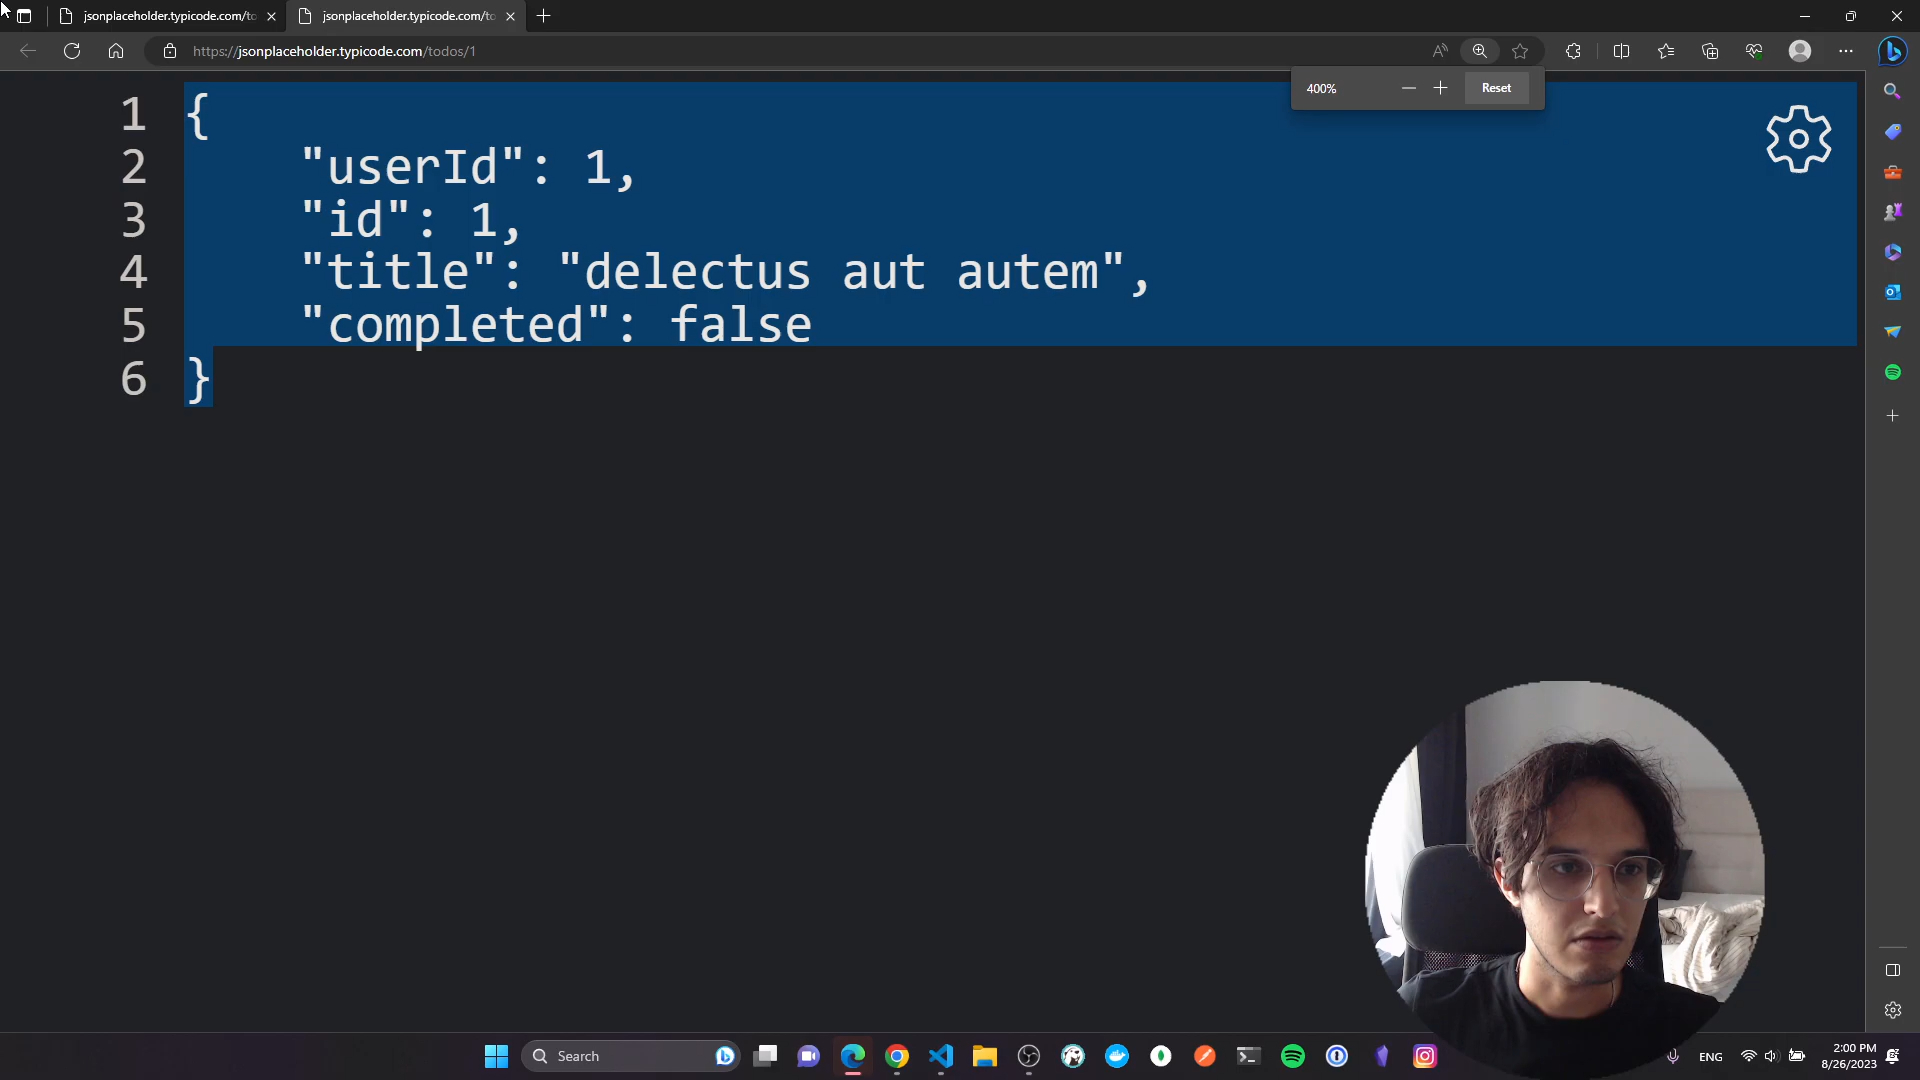 jsonplaceholder.typicode.com/to
jsonplaceholder.typicode.com/to
https://jsonplaceholder.typicode.com/todos/1
400%
Reset
1 {
2 "userId": 1,
3 "id": 1,
4 "title": "delectus aut autem",
5 "completed": false
6 }
Search
ENG
2:00 PM
8/26/2023